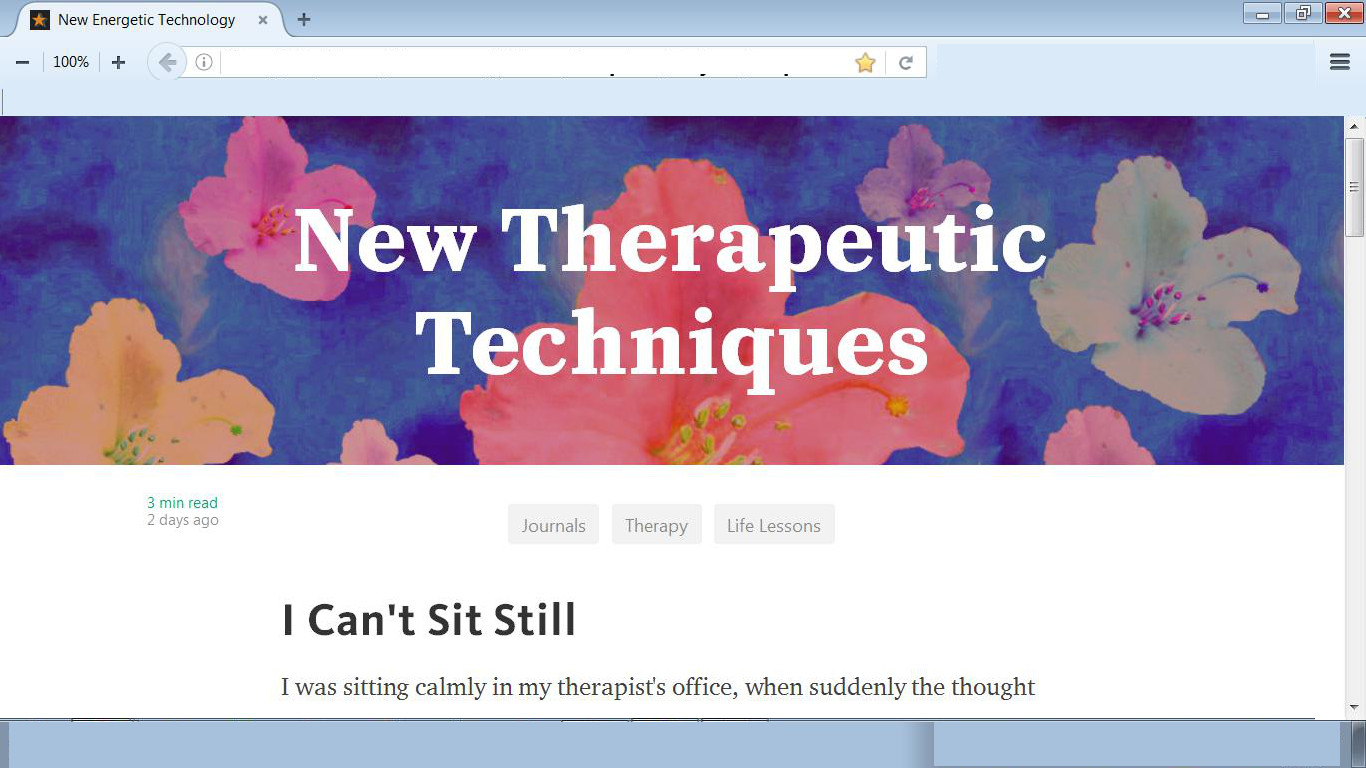 New Energetic Technology
100%
New Therapeutic
Techniques
3 min read
2 days ago
Journals
Therapy
Life Lessons
I Can't Sit Still
I was sitting calmly in my therapist's office, when suddenly the thought